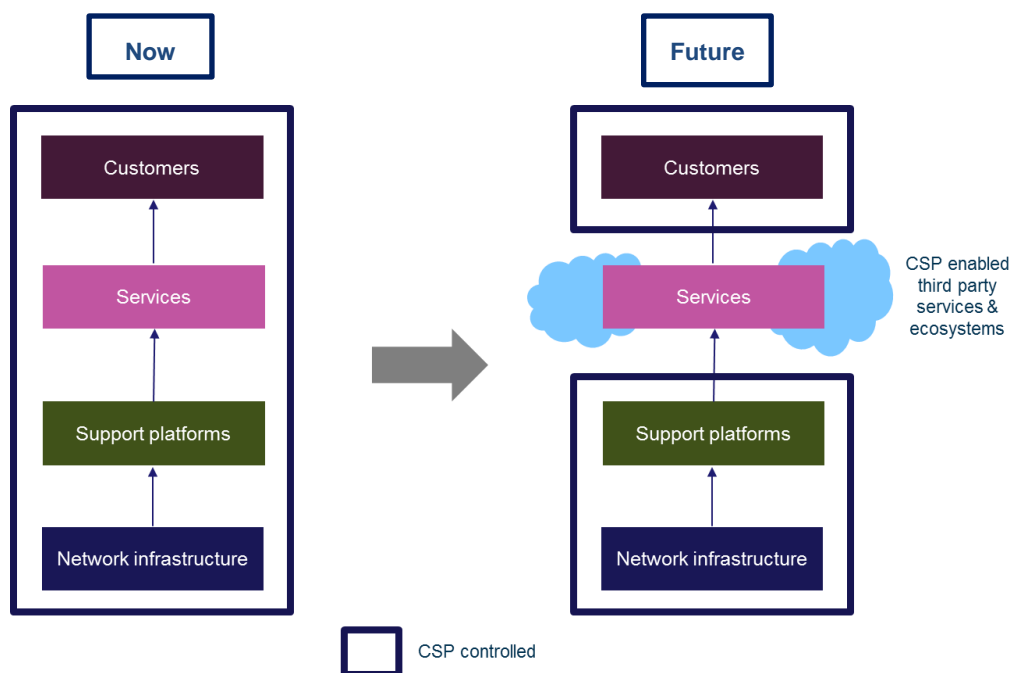 Now
Future
Customers
Services
Support platforms
Network infrastructure
Customers
Services
Support platforms
Network infrastructure
CSP enabled
third party
services &
ecosystems
CSP controlled